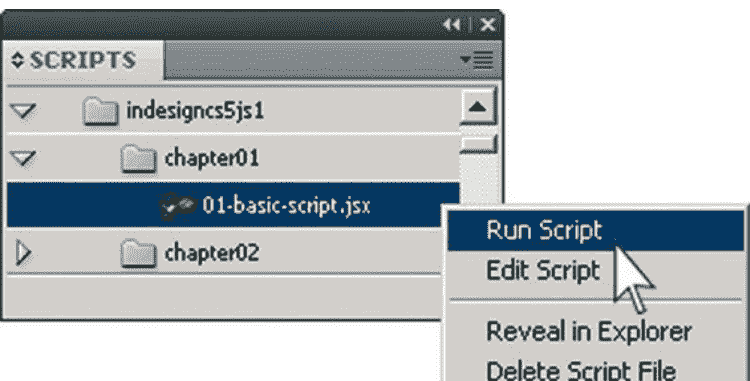 SCRIPTS
indesigncs5js1
chapter01
01-basic-script.jsx
chapter02
Run Script
Edit Script
Reveal in Explorer
Delete Script File